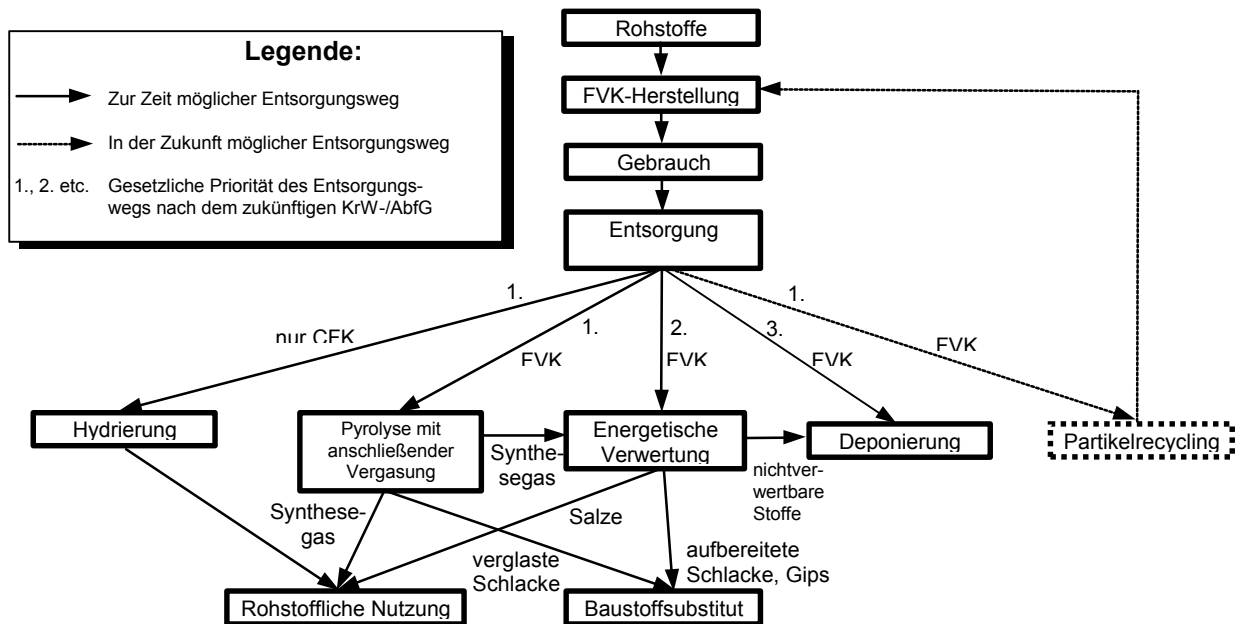 Legende:
Zur Zeit möglicher Entsorgungsweg
In der Zukunft möglicher Entsorgungsweg
1., 2. etc. Gesetzliche Priorität des Entsorgungs-
wegs nach dem zukünftigen KrW-/AbfG
Rohstoffe
FVK-Herstellung
Gebrauch
Entsorgung
1.
1.
2.
3.
1.
nur CFK
FVK
FVK
FVK
FVK
Hydrierung
Pyrolyse mit
anschließender
Vergasung
Synthe-
segas
Energetische
Verwertung
nichtver-
wertbare
Stoffe
Deponierung
Partikelrecycling
Synthese-
gas
Salze
verglaste
Schlacke
aufbereitete
Schlacke, Gips
Rohstoffliche Nutzung
Baustoffsubstitut